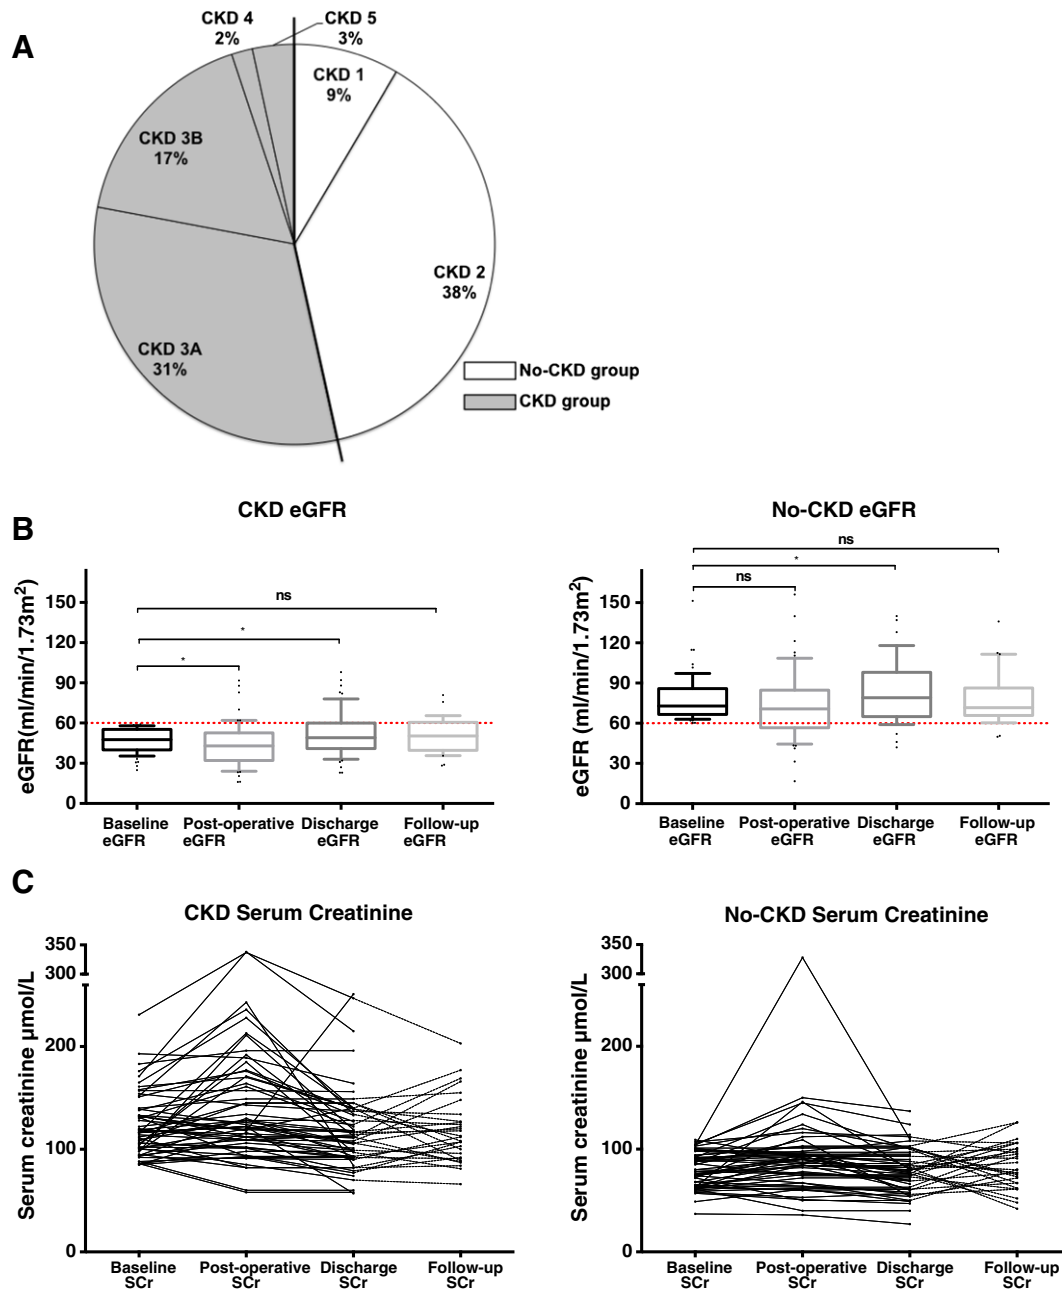 A
CKD 4
2%
CKD 5
3%
CKD 1
9%
CKD 3B
17%
CKD 2
38%
CKD 3A
31%
No-CKD group
CKD group
B
CKD eGFR
eGFR(ml/min/1.73m²)
150
120
90
60
30
0
ns
*
*
Baseline
eGFR
Post-operative
eGFR
Discharge
eGFR
Follow-up
eGFR
No-CKD eGFR
eGFR (ml/min/1.73m²)
150
120
90
60
30
0
ns
*
ns
Baseline
eGFR
Post-operative
eGFR
Discharge
eGFR
Follow-up
eGFR
C
CKD Serum Creatinine
Serum creatinine µmol/L
350
300
200
100
0
Baseline
SCr
Post-operative
SCr
Discharge
SCr
Follow-up
SCr
No-CKD Serum Creatinine
Serum creatinine µmol/L
350
300
200
100
0
Baseline
SCr
Post-operative
SCr
Discharge
SCr
Follow-up
SCr